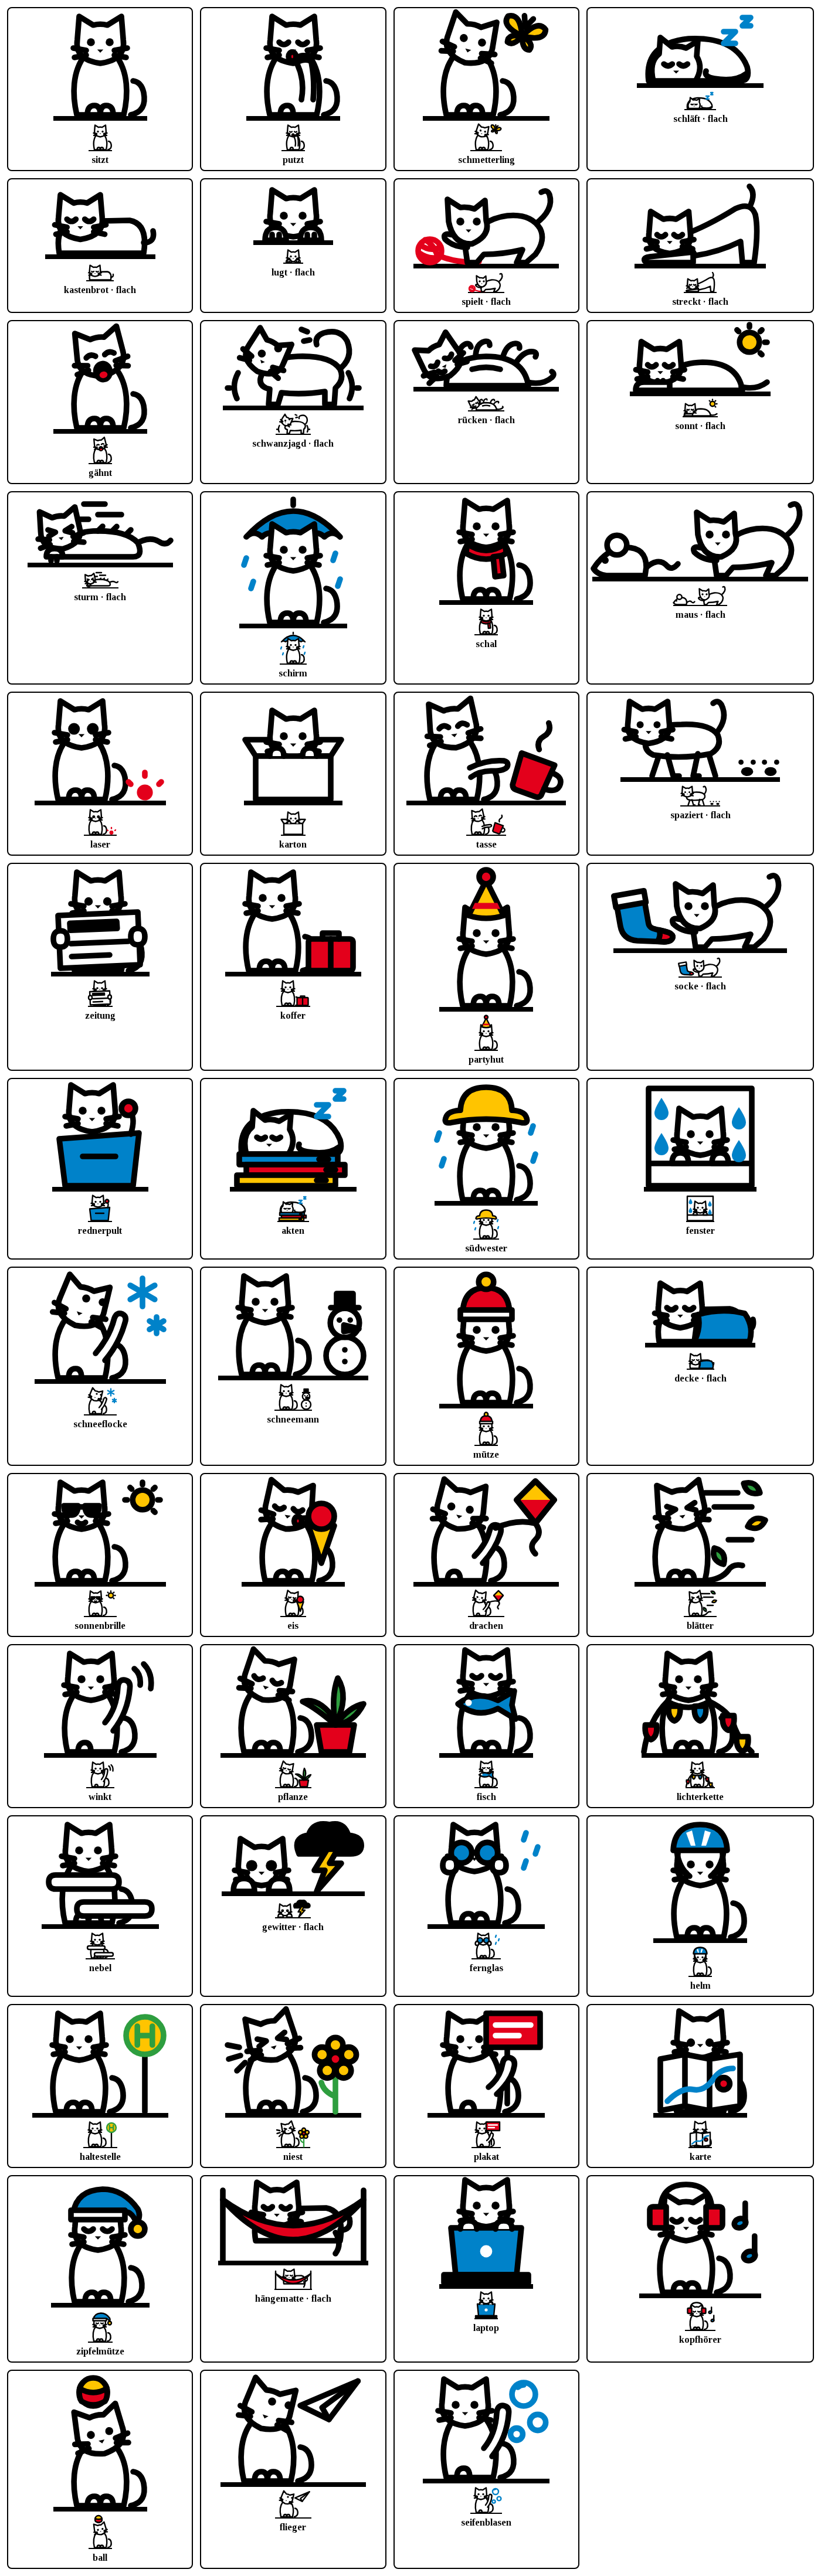 sitzt
putzt
schmetterling
z z
schläft · flach
kastenbrot · flach
lugt · flach
spielt · flach
streckt · flach
gähnt
schwanzjagd · flach
rücken · flach
sonnt · flach
sturm · flach
schirm
schal
maus · flach
laser
karton
tasse
spaziert · flach
zeitung
koffer
partyhut
socke · flach
rednerpult
z z
akten
südwester
fenster
schneeflocke
schneemann
mütze
decke · flach
sonnenbrille
eis
drachen
blätter
winkt
pflanze
fisch
lichterkette
nebel
gewitter · flach
fernglas
helm
H
haltestelle
niest
plakat
karte
zipfelmütze
hängematte · flach
laptop
kopfhörer
ball
flieger
seifenblasen